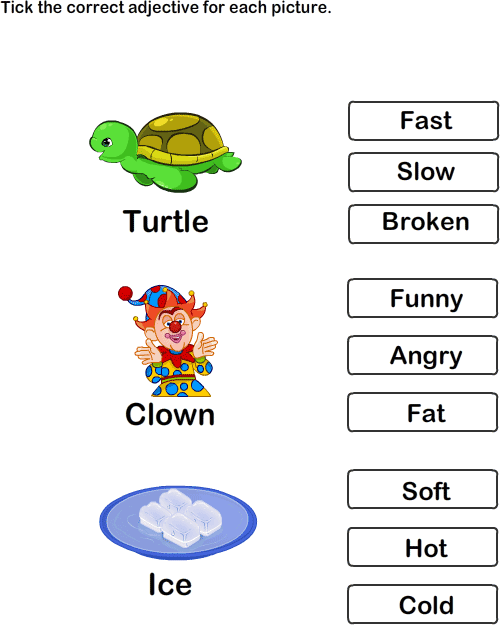 Tick the correct adjective for each picture.
Fast
Slow
Turtle
Broken
Funny
Angry
Clown
Fat
Soft
Hot
Ice
Cold